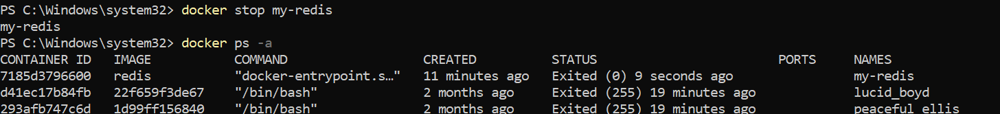 PS C:\Windows\system32> docker stop my-redis
my-redis
PS C:\Windows\system32> docker ps -a
CONTAINER ID   IMAGE          COMMAND                  CREATED          STATUS                        PORTS     NAMES
7185d3796600   redis          "docker-entrypoint.s…"   11 minutes ago   Exited (0) 9 seconds ago                my-redis
d41ec17b84fb   22f659f3de67   "/bin/bash"              2 months ago     Exited (255) 19 minutes ago             lucid_boyd
293afb747c6d   1d99ff156840   "/bin/bash"              2 months ago     Exited (255) 19 minutes ago             peaceful_ellis